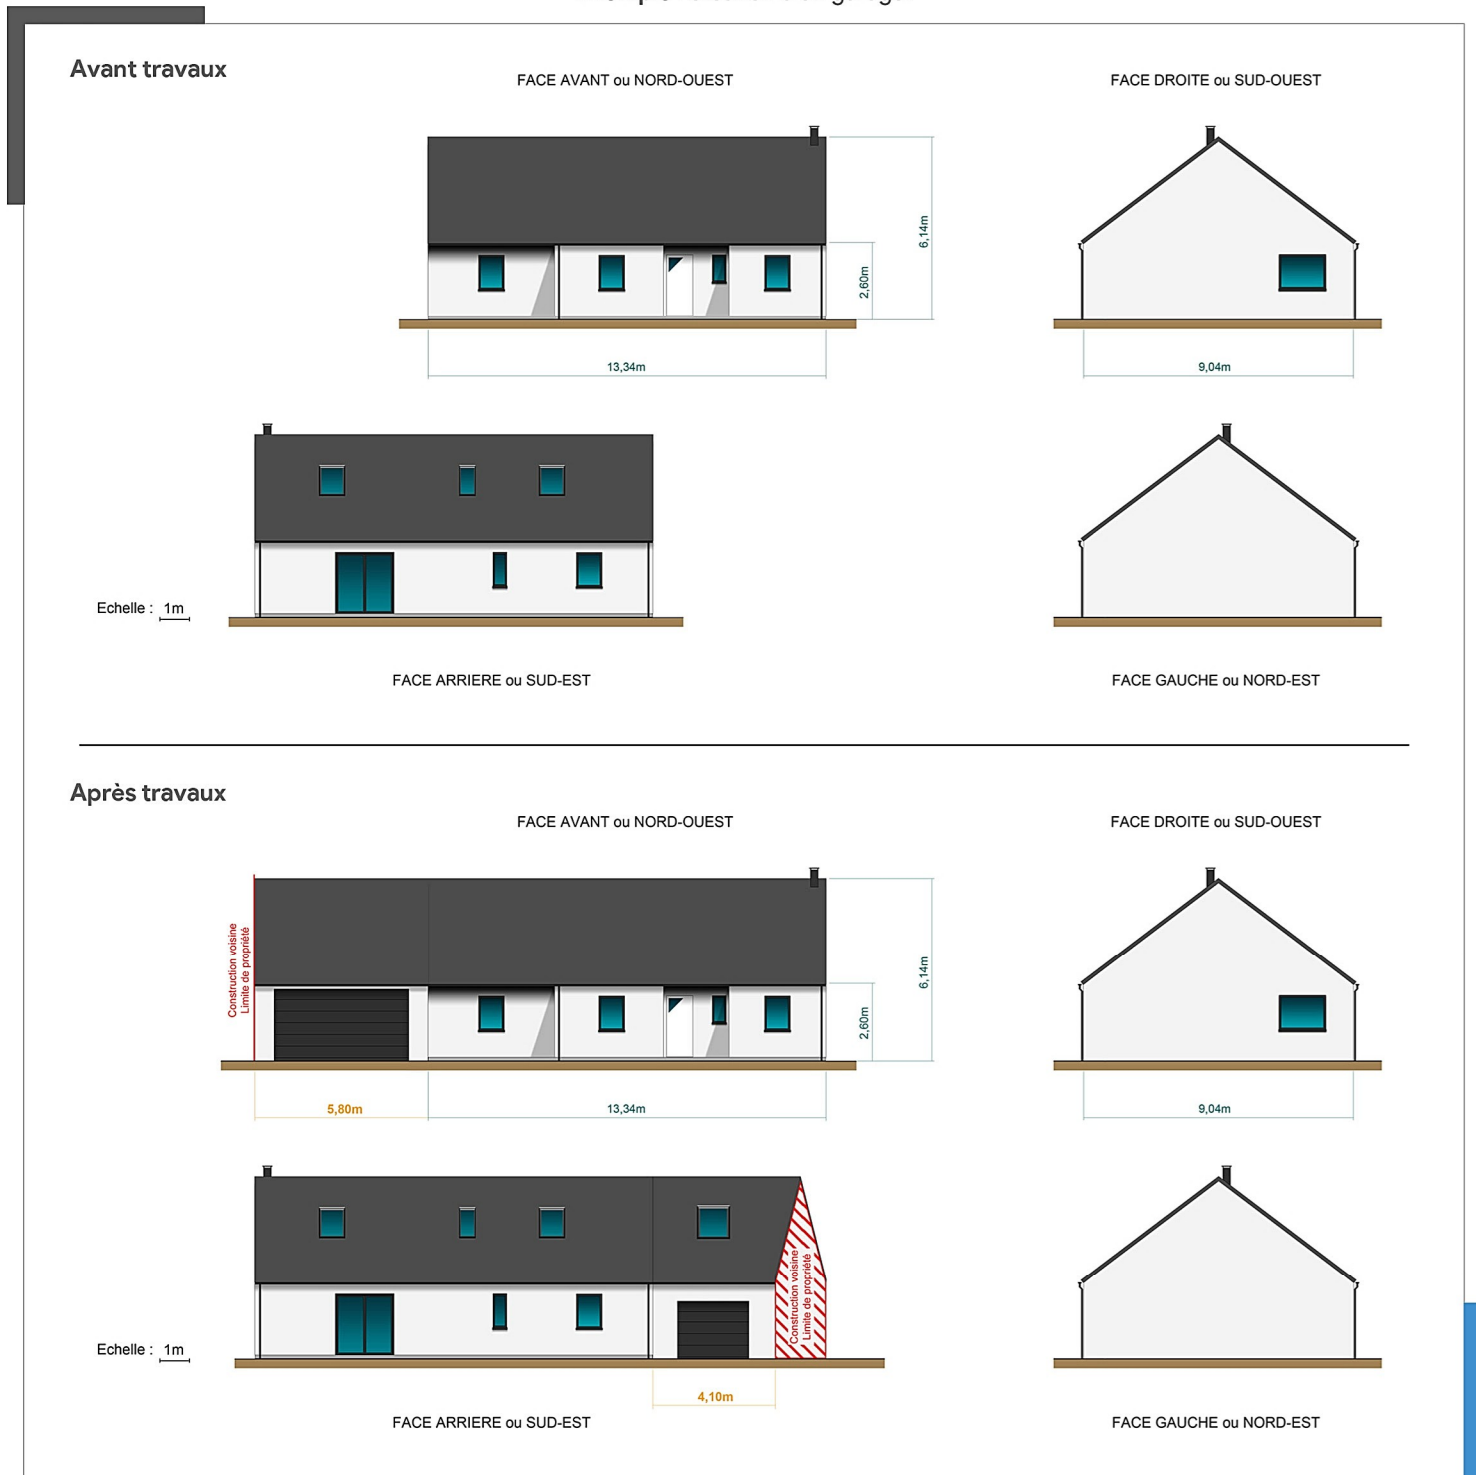 Avant travaux
FACE AVANT ou NORD-OUEST
FACE DROITE ou SUD-OUEST
6,14m
2,60m
13,34m
9,04m
Echelle : 1m
FACE ARRIERE ou SUD-EST
FACE GAUCHE ou NORD-EST
Après travaux
FACE AVANT ou NORD-OUEST
FACE DROITE ou SUD-OUEST
Construction voisine
Limite de propriété
6,14m
2,60m
5,80m
13,34m
9,04m
Construction voisine
Limite de propriété
Echelle : 1m
4,10m
FACE ARRIERE ou SUD-EST
FACE GAUCHE ou NORD-EST